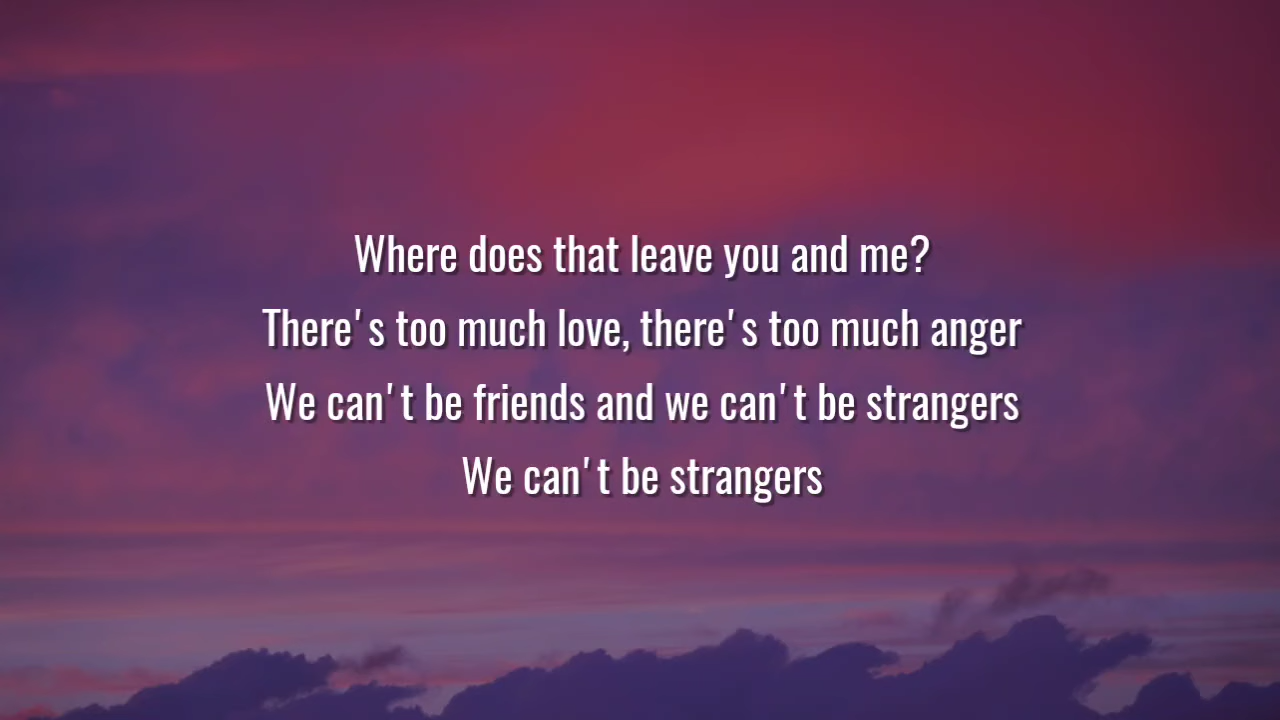 Where does that leave you and me?
There's too much love, there's too much anger
We can't be friends and we can't be strangers
We can't be strangers